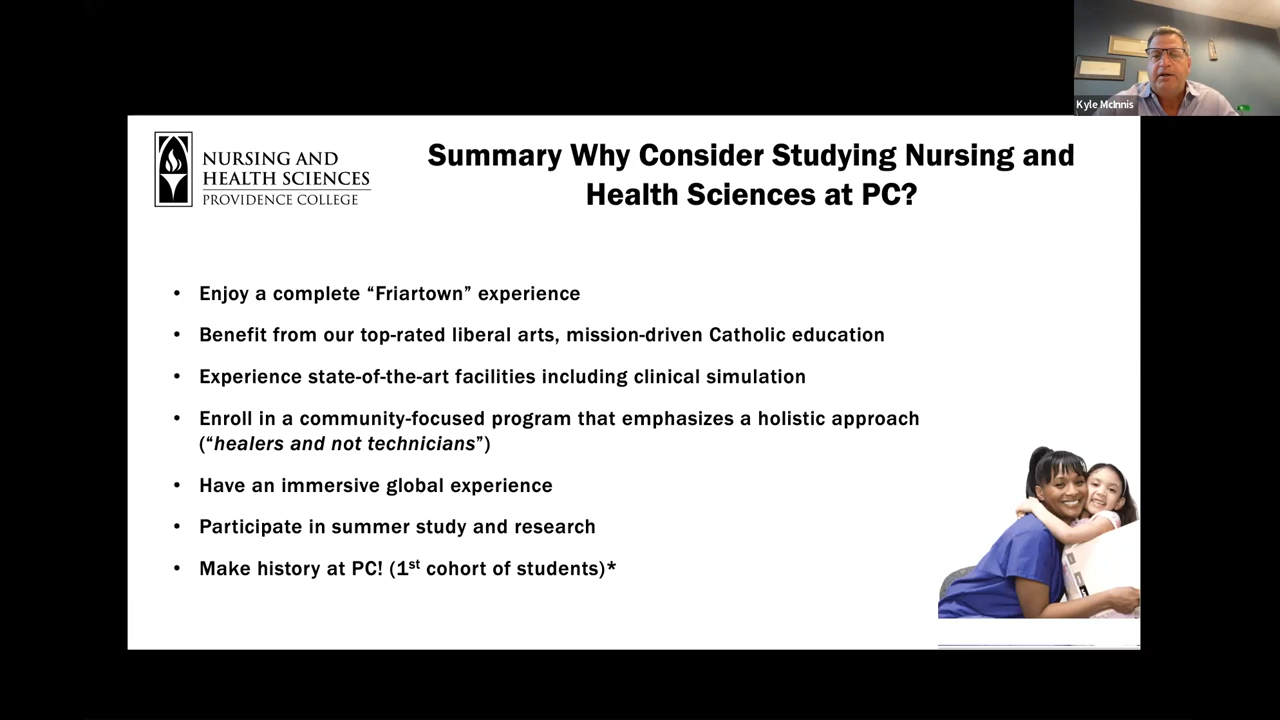 Kyle McInnis
NURSING AND
HEALTH SCIENCES
PROVIDENCE COLLEGE
Summary Why Consider Studying Nursing and
Health Sciences at PC?
• Enjoy a complete “Friartown” experience
• Benefit from our top-rated liberal arts, mission-driven Catholic education
• Experience state-of-the-art facilities including clinical simulation
• Enroll in a community-focused program that emphasizes a holistic approach
(“healers and not technicians”)
• Have an immersive global experience
• Participate in summer study and research
• Make history at PC! (1st cohort of students)*